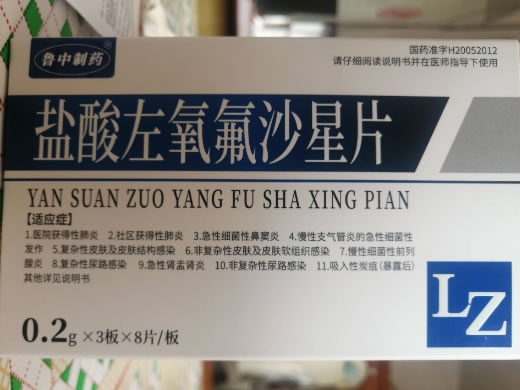 鲁中制药®
国药准字H20052012
请仔细阅读说明书并在医师指导下使用
盐酸左氧氟沙星片
YAN SUAN ZUO YANG FU SHA XING PIAN
【适应症】
1.医院获得性肺炎 2.社区获得性肺炎 3.急性细菌性鼻窦炎 4.慢性支气管炎的急性细菌性
发作 5.复杂性皮肤及皮肤结构感染 6.非复杂性皮肤及皮肤软组织感染 7.慢性细菌性前列
腺炎 8.复杂性尿路感染 9.急性肾盂肾炎 10.非复杂性尿路感染 11.吸入性炭疽(暴露后)
其他详见说明书
0.2g×3板×8片/板
LZ